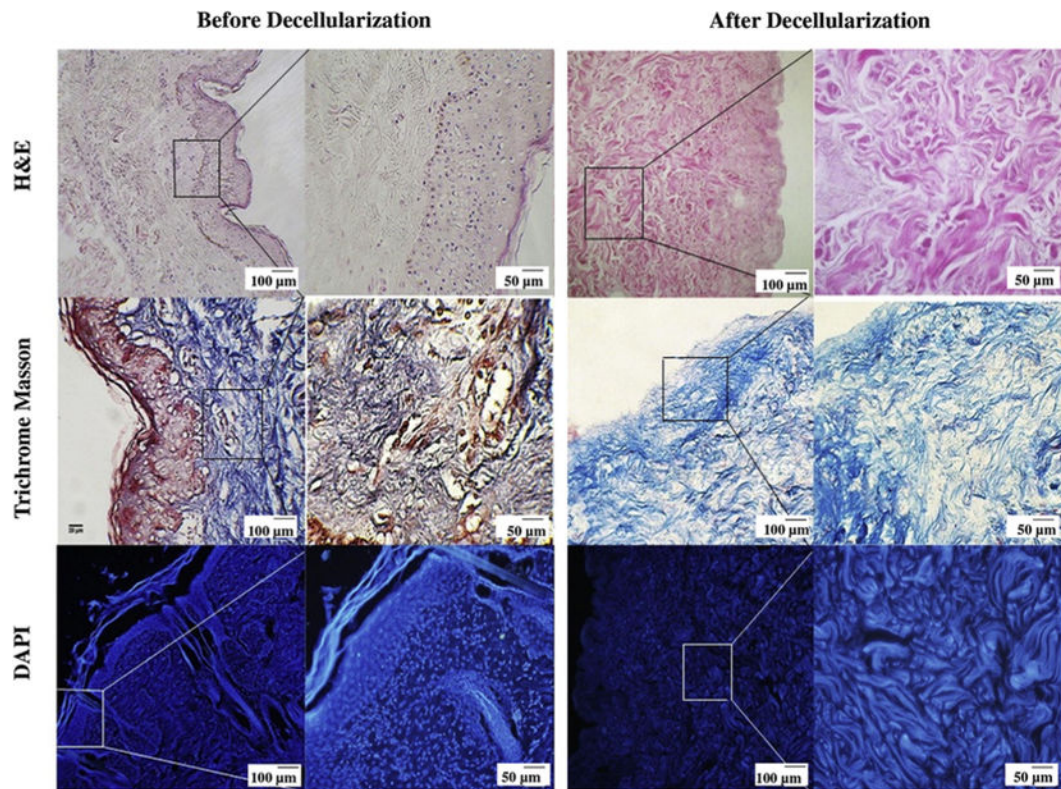 Before Decellularization
After Decellularization
H&E
100 µm
50 µm
100 µm
50 µm
Trichrome Masson
100 µm
50 µm
100 µm
50 µm
DAPI
100 µm
50 µm
100 µm
50 µm